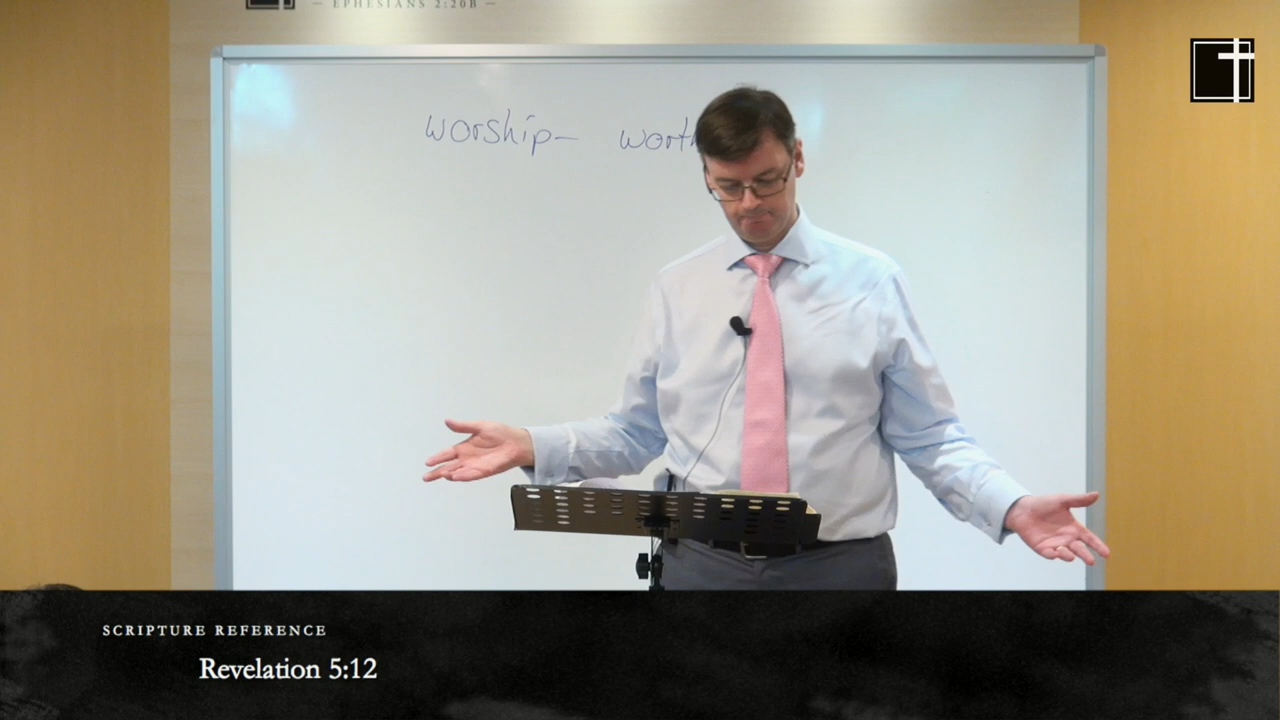 — EPHESIANS 2:20B —
worship— worth
SCRIPTURE REFERENCE
Revelation 5:12